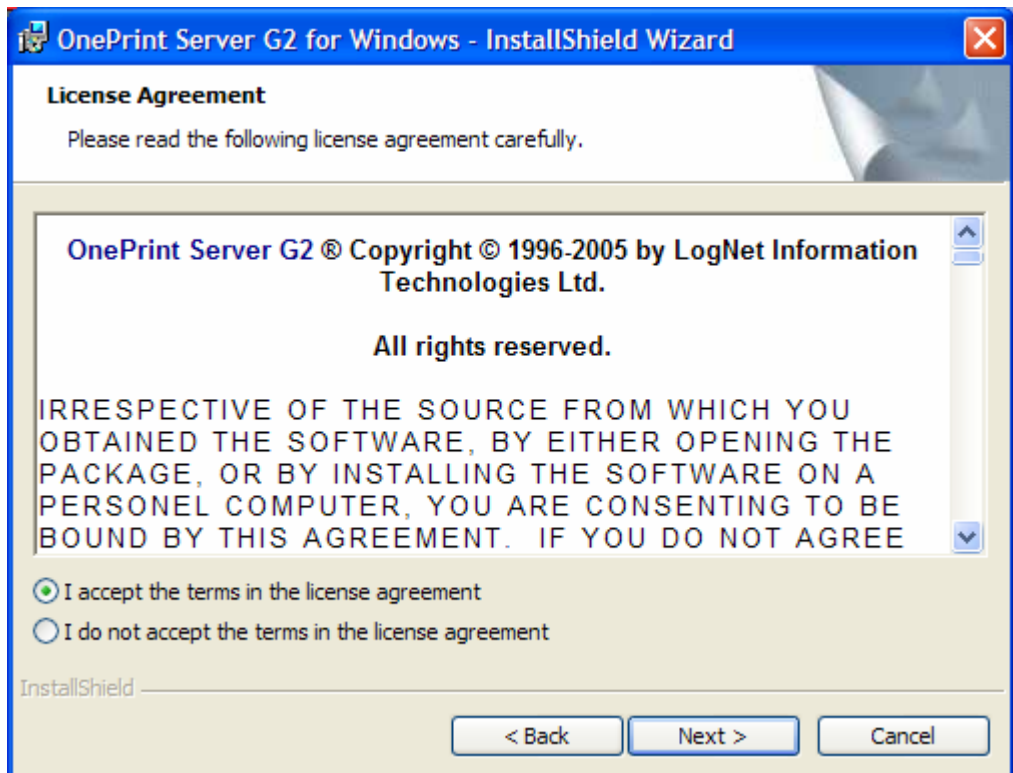 OnePrint Server G2 for Windows - InstallShield Wizard
License Agreement
Please read the following license agreement carefully.
OnePrint Server G2 ® Copyright © 1996-2005 by LogNet Information
Technologies Ltd.
All rights reserved.
IRRESPECTIVE OF THE SOURCE FROM WHICH YOU
OBTAINED THE SOFTWARE, BY EITHER OPENING THE
PACKAGE, OR BY INSTALLING THE SOFTWARE ON A
PERSONEL COMPUTER, YOU ARE CONSENTING TO BE
BOUND BY THIS AGREEMENT.  IF YOU DO NOT AGREE
I accept the terms in the license agreement
I do not accept the terms in the license agreement
InstallShield
< Back Next > Cancel